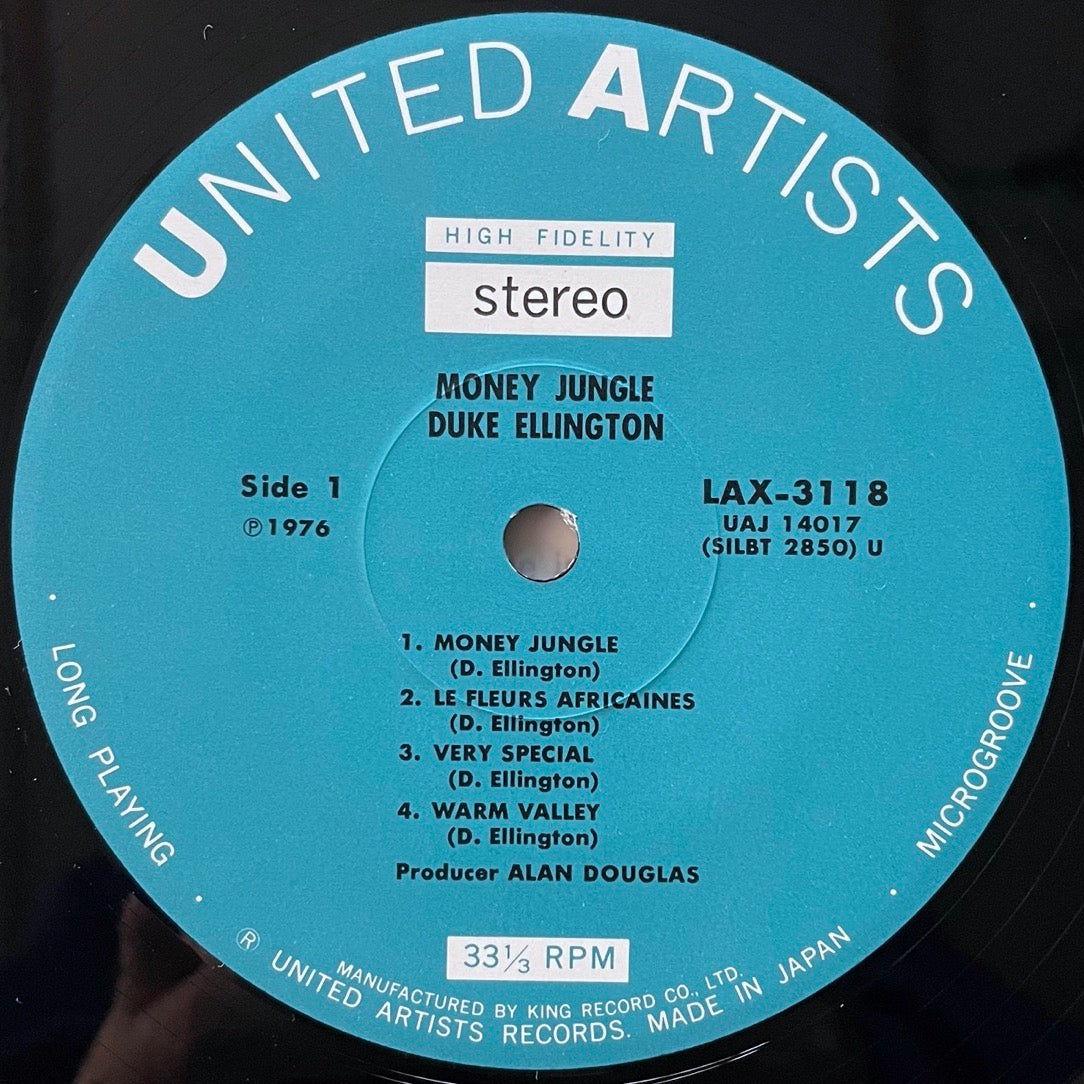 UNITED ARTISTS
HIGH FIDELITY
stereo
MONEY JUNGLE
DUKE ELLINGTON
Side 1
Ⓟ1976
LAX-3118
UAJ 14017
(SILBT 2850) U
1. MONEY JUNGLE
(D. Ellington)
2. LE FLEURS AFRICAINES
(D. Ellington)
3. VERY SPECIAL
(D. Ellington)
4. WARM VALLEY
(D. Ellington)
Producer ALAN DOUGLAS
33⅓ RPM
· LONG PLAYING ·
· MICROGROOVE ·
MANUFACTURED BY KING RECORD CO., LTD.
Ⓡ UNITED ARTISTS RECORDS. MADE IN JAPAN